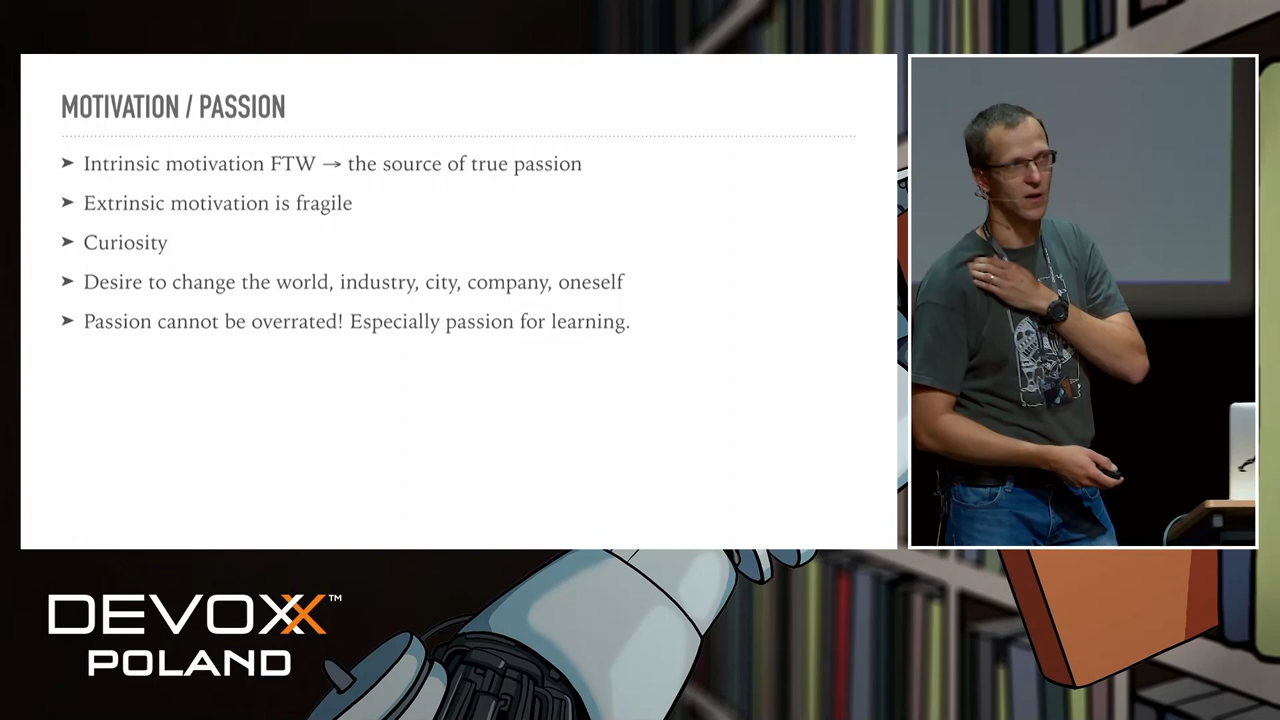 MOTIVATION / PASSION
➤ Intrinsic motivation FTW → the source of true passion
➤ Extrinsic motivation is fragile
➤ Curiosity
➤ Desire to change the world, industry, city, company, oneself
➤ Passion cannot be overrated! Especially passion for learning.
DEVOXX™
POLAND